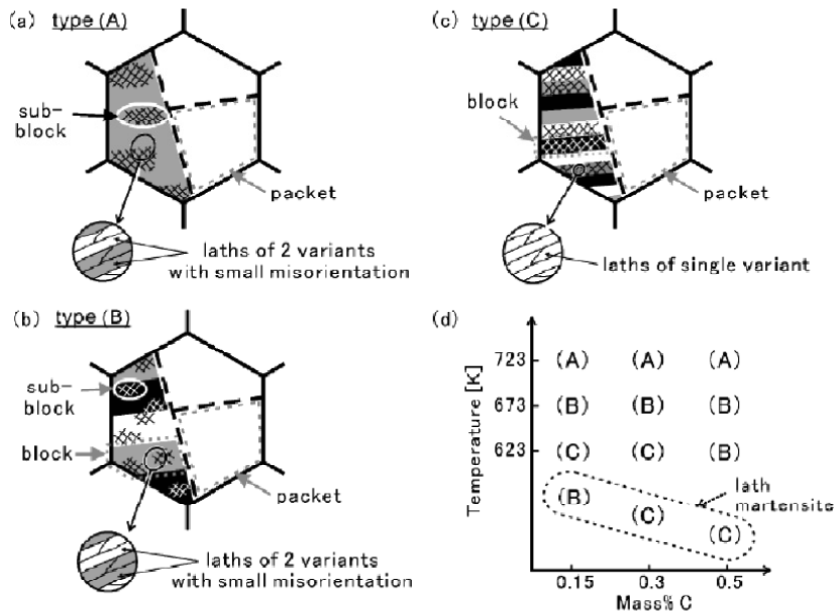 (a) type(A)
sub-
block
packet
laths of 2 variants
with small misorientation
(b) type(B)
sub-
block
block
packet
laths of 2 variants
with small misorientation
(c) type(C)
block
packet
laths of single variant
(d)
Temperature [K]
723 (A) (A) (A)
673 (B) (B) (B)
623 (C) (C) (B)
lath
martensite
(B) (C) (C)
0.15 0.3 0.5
Mass% C